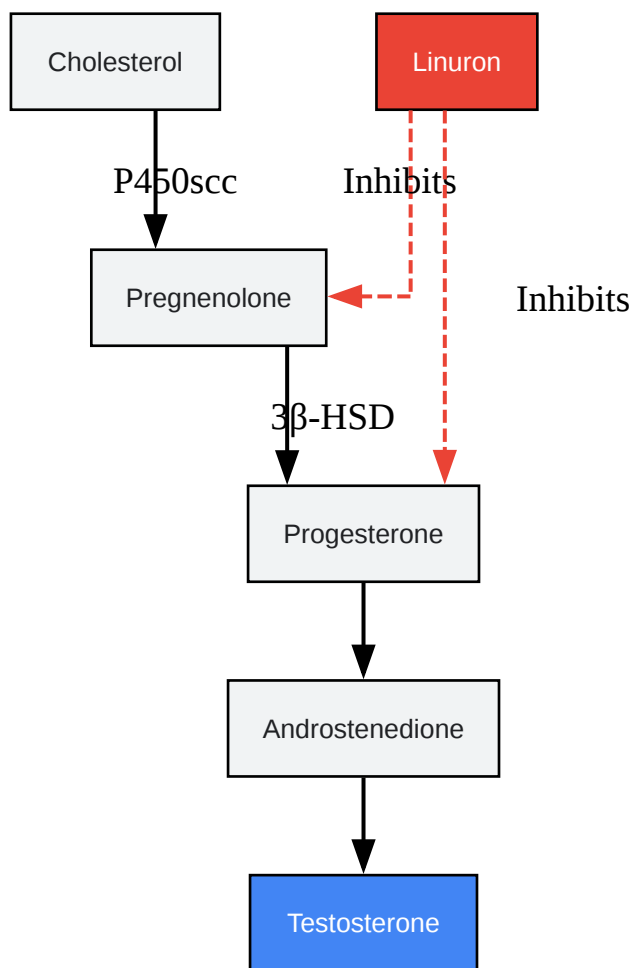 Cholesterol
Linuron
P450scc
Inhibits
Pregnenolone
Inhibits
3β-HSD
Progesterone
Androstenedione
Testosterone